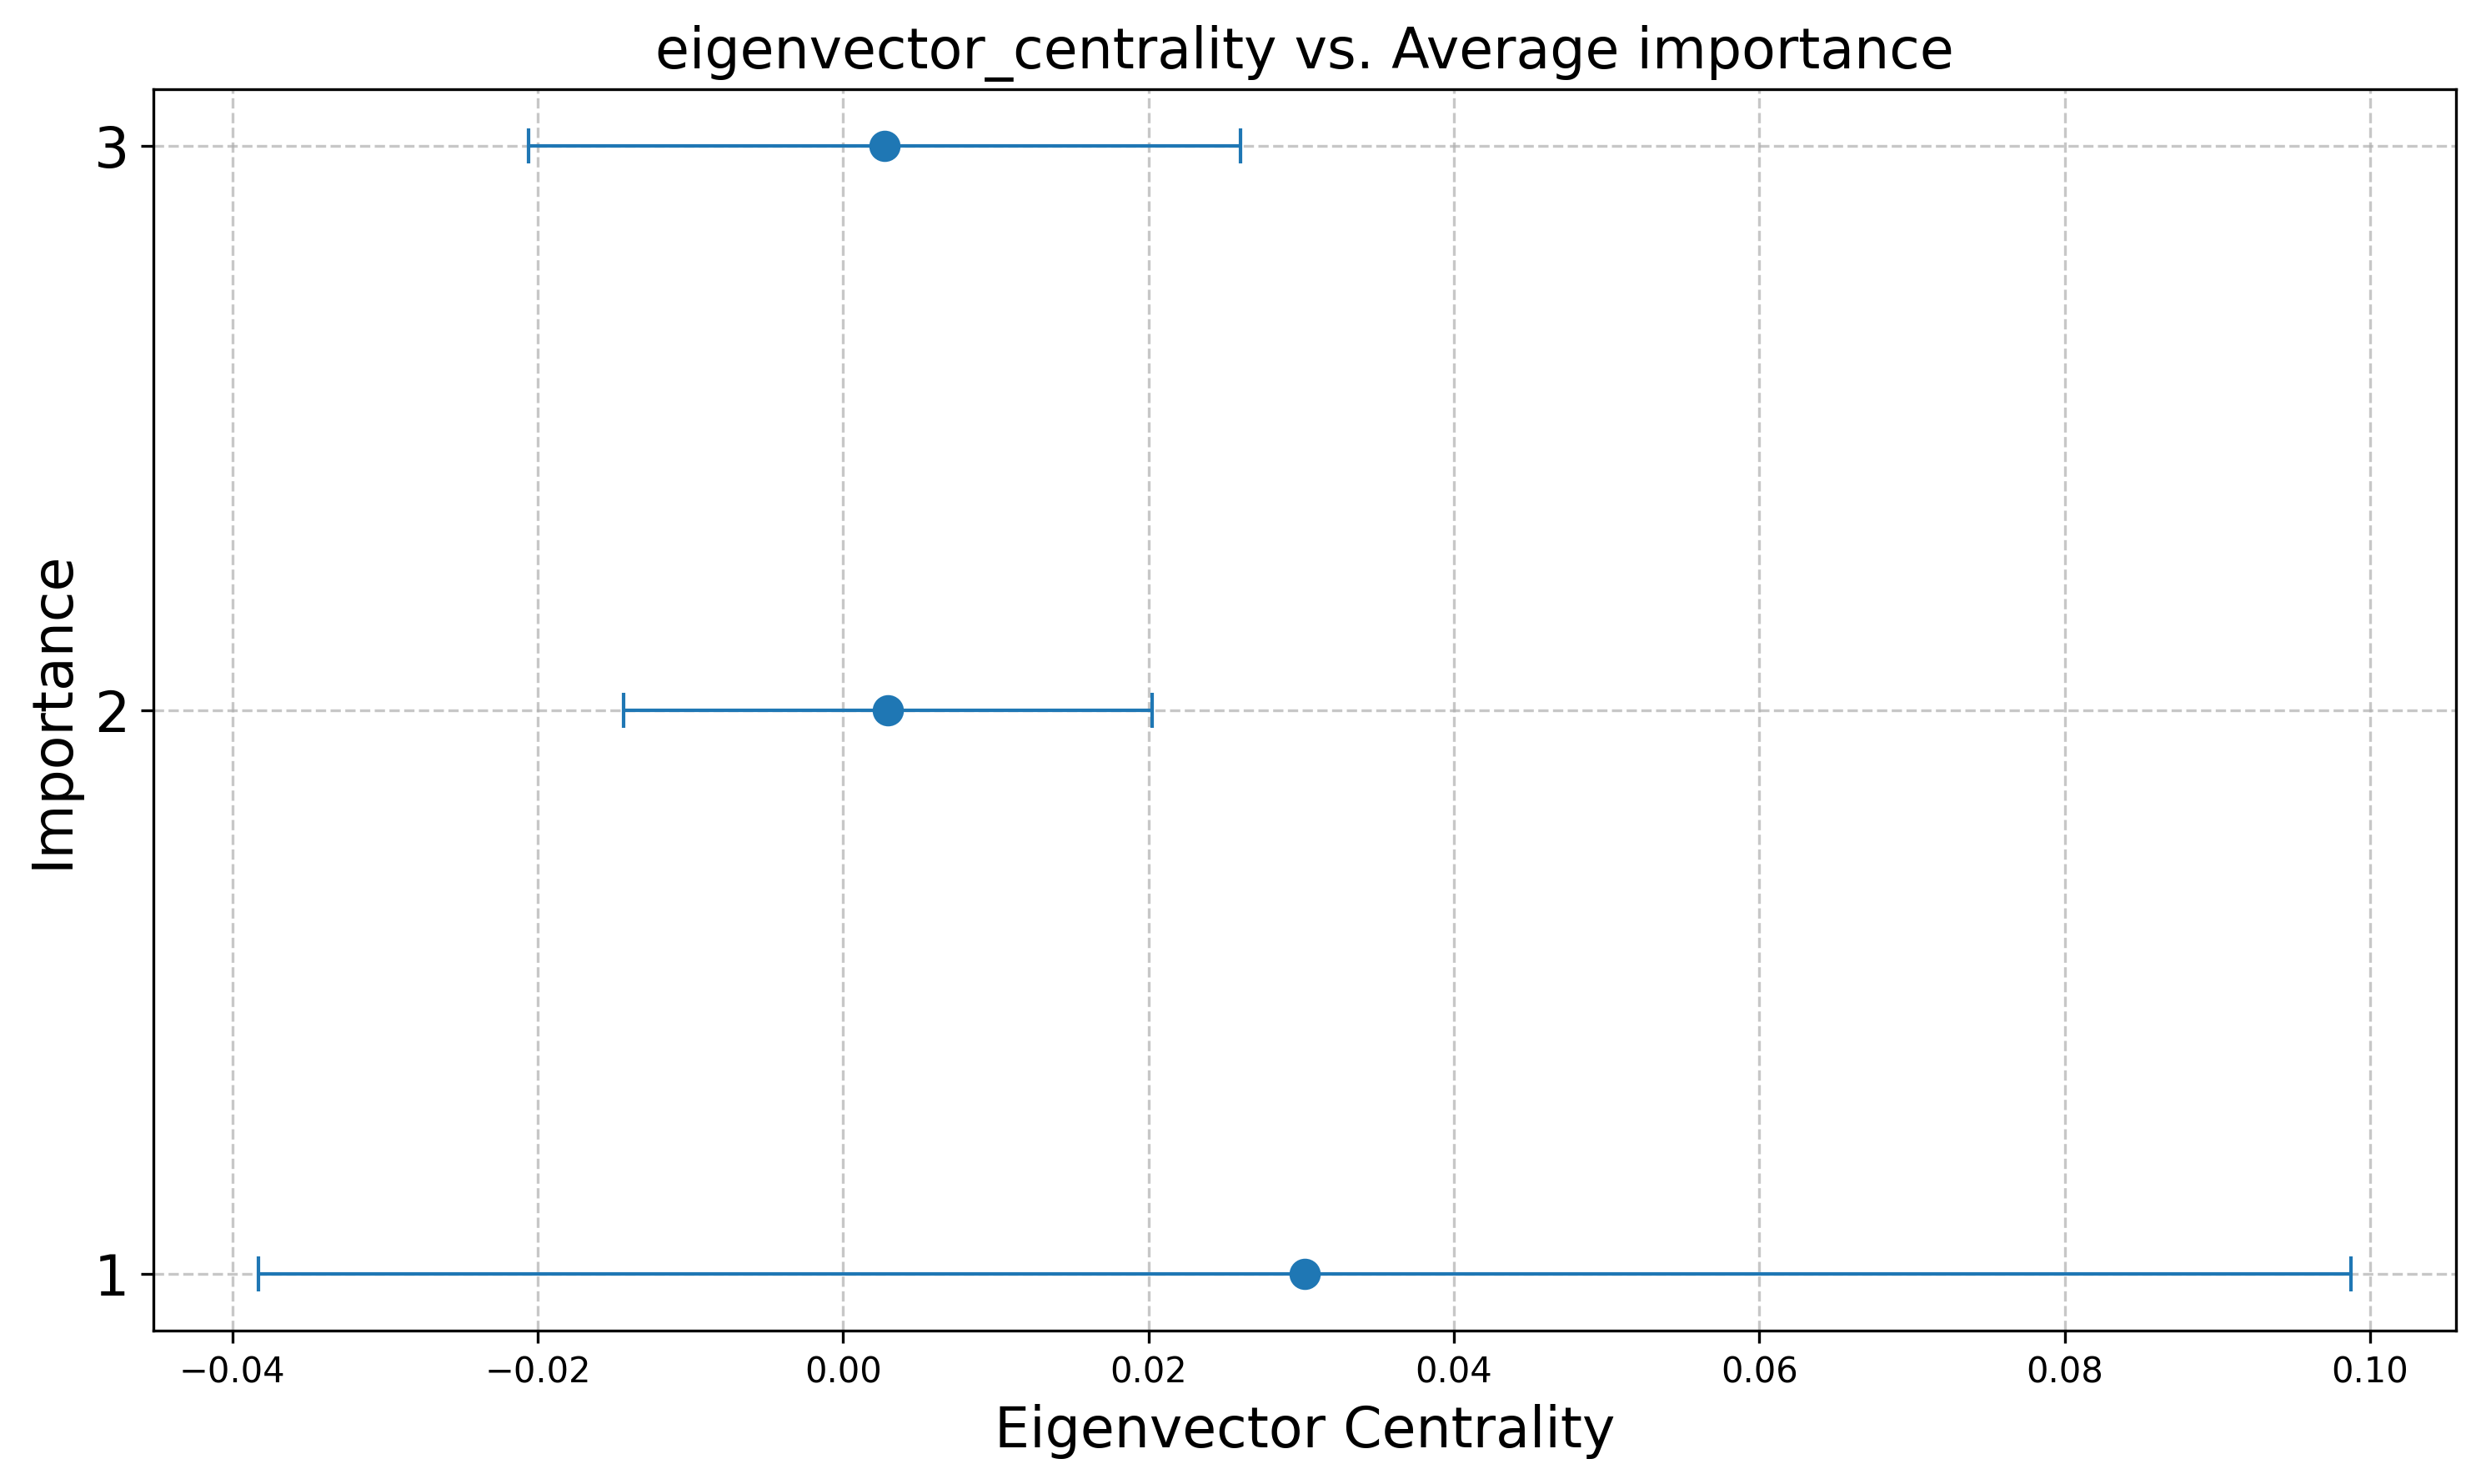 eigenvector_centrality vs. Average importance
3
2
1
Importance
−0.04 −0.02 0.00 0.02 0.04 0.06 0.08 0.10
Eigenvector Centrality